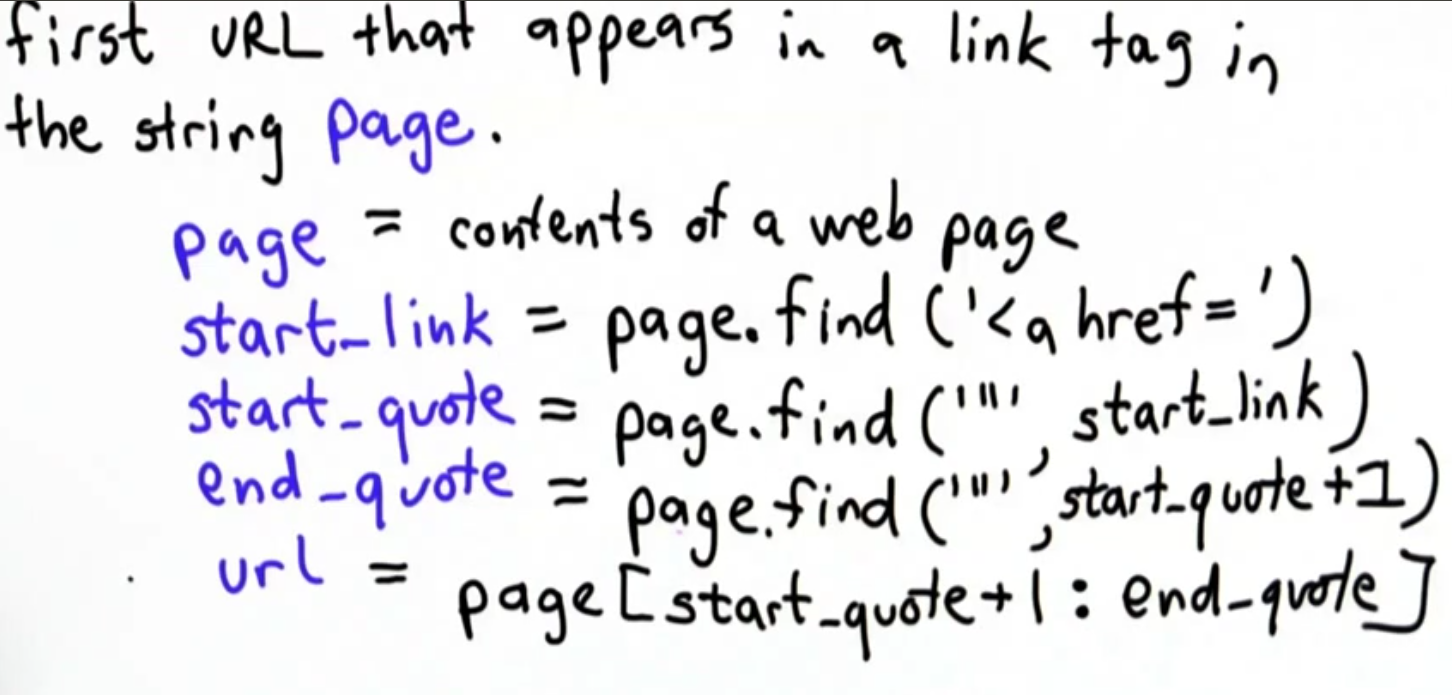 first URL that appears in a link tag in
the string page.
page = contents of a web page
start_link = page.find ('<a href=')
start_quote = page.find ('"', start_link)
end_quote = page.find ('"', start_quote +1)
url = page[start_quote+1 : end_quote]